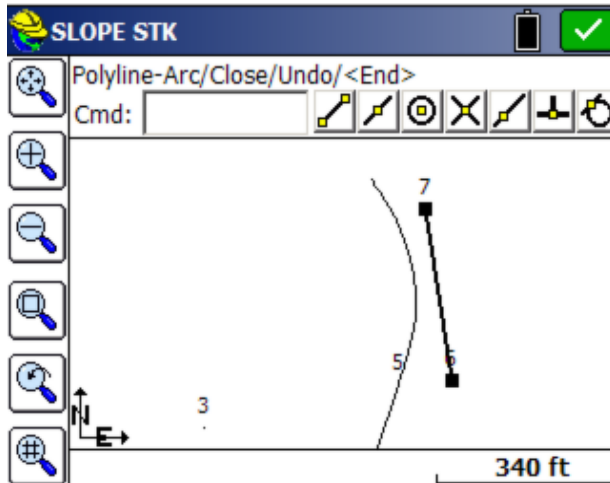 SLOPE STK
Polyline-Arc/Close/Undo/<End>
Cmd:
7
5
6
3
N
E
340 ft